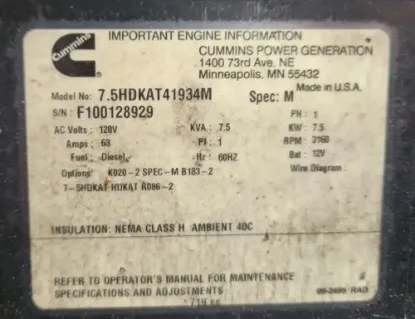 IMPORTANT ENGINE INFORMATION
Cummins
CUMMINS POWER GENERATION
1400 73rd Ave. NE
Minneapolis, MN 55432
Made in U.S.A.
Model No: 7.5HDKAT41934M Spec: M
S/N: F100128929 PH: 1
AC Volts: 120V KVA: 7.5 KW: 7.5
Amps: 63 Pf: 1 RPM: 3160
Fuel: Diesel Hz: 60HZ Bat: 12V
Options: K020-2 SPEC-M B183-2 Wire Diagram:
7-5HDKAT HDKAT R086-2
INSULATION: NEMA CLASS H AMBIENT 40C
REFER TO OPERATOR'S MANUAL FOR MAINTENANCE
SPECIFICATIONS AND ADJUSTMENTS